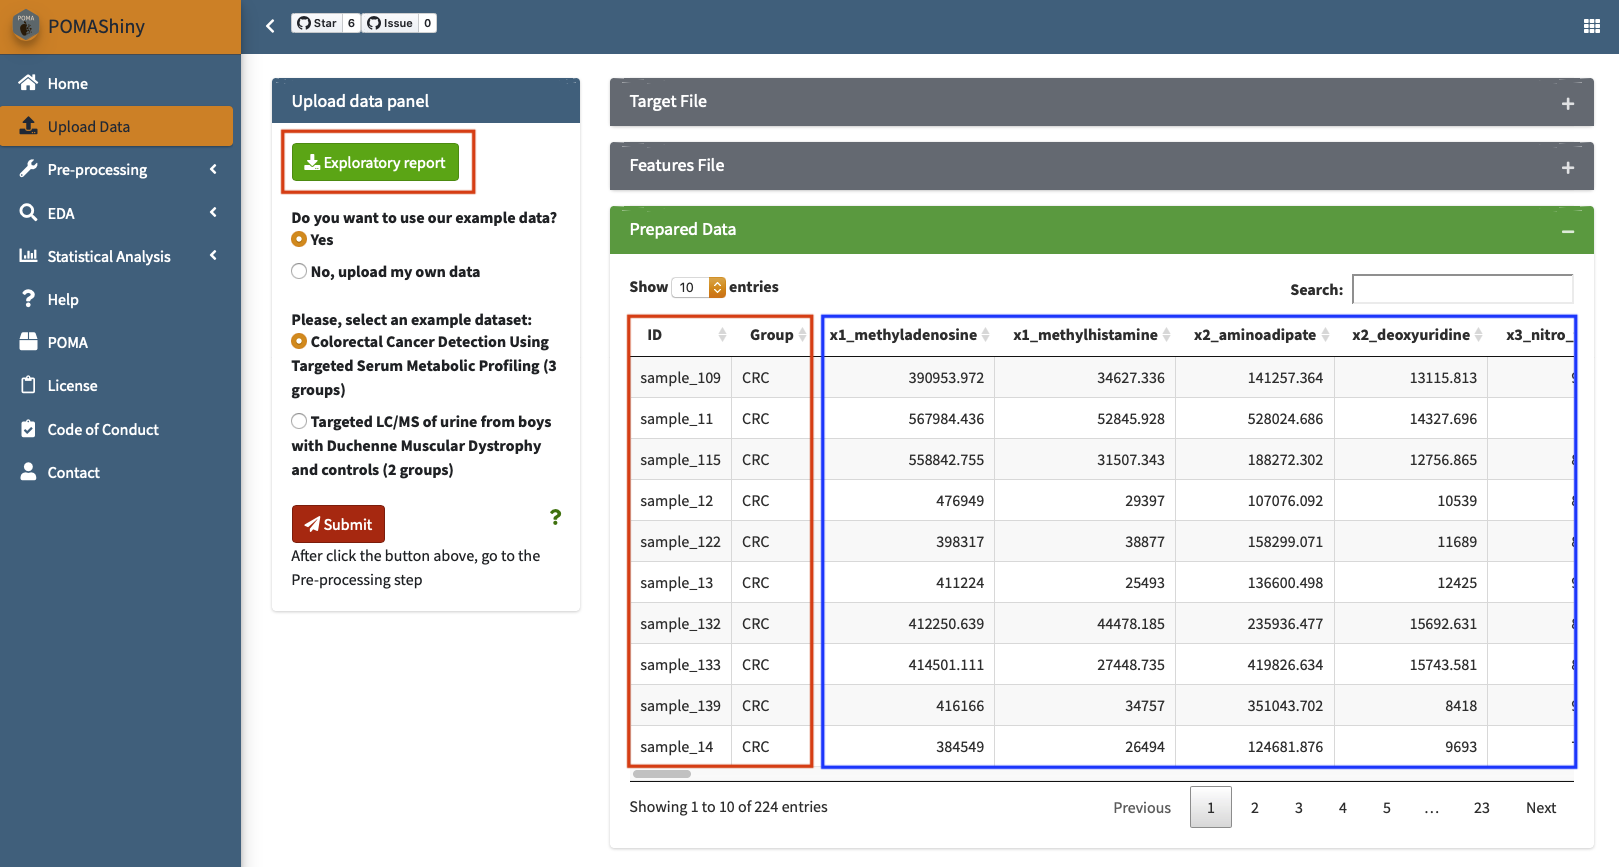 POMA
POMAShiny
Star 6 Issue 0
Home
Upload Data
Pre-processing
EDA
Statistical Analysis
Help
POMA
License
Code of Conduct
Contact
Upload data panel
Exploratory report
Do you want to use our example data?
Yes
No, upload my own data
Please, select an example dataset:
Colorectal Cancer Detection Using
Targeted Serum Metabolic Profiling (3
groups)
Targeted LC/MS of urine from boys
with Duchenne Muscular Dystrophy
and controls (2 groups)
Submit
?
After click the button above, go to the
Pre-processing step
Target File
Features File
Prepared Data
Show 10 entries
Search:
ID Group x1_methyladenosine x1_methylhistamine x2_aminoadipate x2_deoxyuridine x3_nitro_
sample_109 CRC 390953.972 34627.336 141257.364 13115.813
sample_11 CRC 567984.436 52845.928 528024.686 14327.696
sample_115 CRC 558842.755 31507.343 188272.302 12756.865
sample_12 CRC 476949 29397 107076.092 10539
sample_122 CRC 398317 38877 158299.071 11689
sample_13 CRC 411224 25493 136600.498 12425
sample_132 CRC 412250.639 44478.185 235936.477 15692.631
sample_133 CRC 414501.111 27448.735 419826.634 15743.581
sample_139 CRC 416166 34757 351043.702 8418
sample_14 CRC 384549 26494 124681.876 9693
Showing 1 to 10 of 224 entries
Previous 1 2 3 4 5 … 23 Next